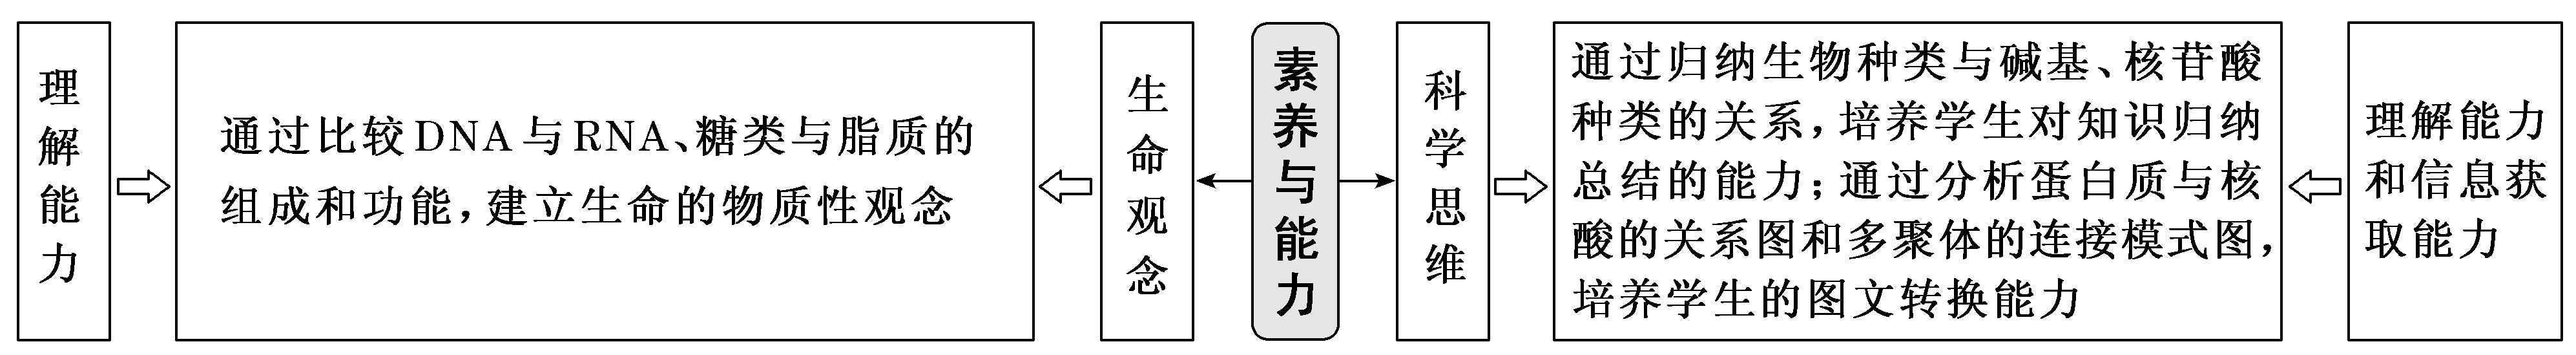 理解能力
通过比较DNA与RNA、糖类与脂质的
组成和功能，建立生命的物质性观念
生命观念
素养与能力
科学思维
通过归纳生物种类与碱基、核苷酸
种类的关系，培养学生对知识归纳
总结的能力；通过分析蛋白质与核
酸的关系图和多聚体的连接模式图，
培养学生的图文转换能力
理解能力
和信息获
取能力